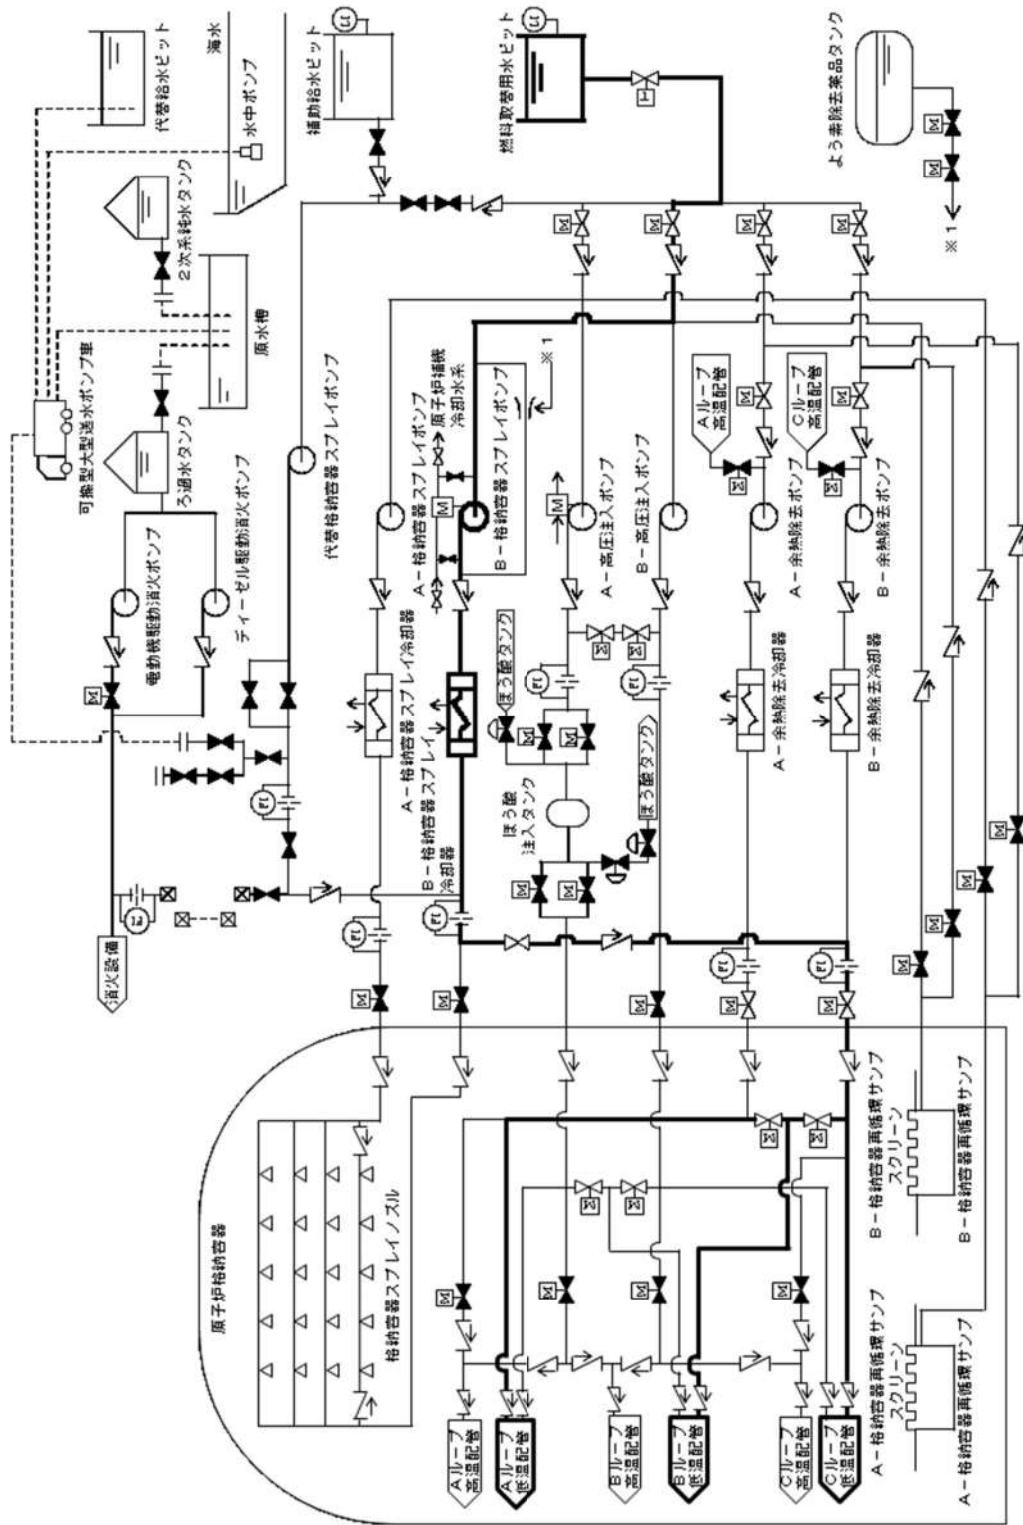 代替給水ピット
海水
水中ポンプ
補助給水ピット
燃料取替用水ピット
よう素除去薬品タンク
※1
2次系純水タンク
原水槽
可搬型大型送水ポンプ車
ろ過水タンク
電動機駆動消火ポンプ
ディーゼル駆動消火ポンプ
代替格納容器スプレイポンプ
A-格納容器スプレイポンプ
原子炉補機
冷却水系
B-格納容器スプレイポンプ
※1
A-高圧注入ポンプ
B-高圧注入ポンプ
Aループ
高温配管
Cループ
高温配管
A-余熱除去ポンプ
B-余熱除去ポンプ
A-格納容器スプレイ冷却器
B-格納容器スプレイ
冷却器
ほう酸タンク
ほう酸
注入タンク
ほう酸タンク
A-余熱除去冷却器
B-余熱除去冷却器
消火設備
原子炉格納容器
格納容器スプレイノズル
Aループ
高温配管
Aループ
低温配管
Bループ
高温配管
Bループ
低温配管
Cループ
高温配管
Cループ
低温配管
B-格納容器再循環サンプ
スクリーン
B-格納容器再循環サンプ
A-格納容器再循環サンプ
スクリーン
A-格納容器再循環サンプ